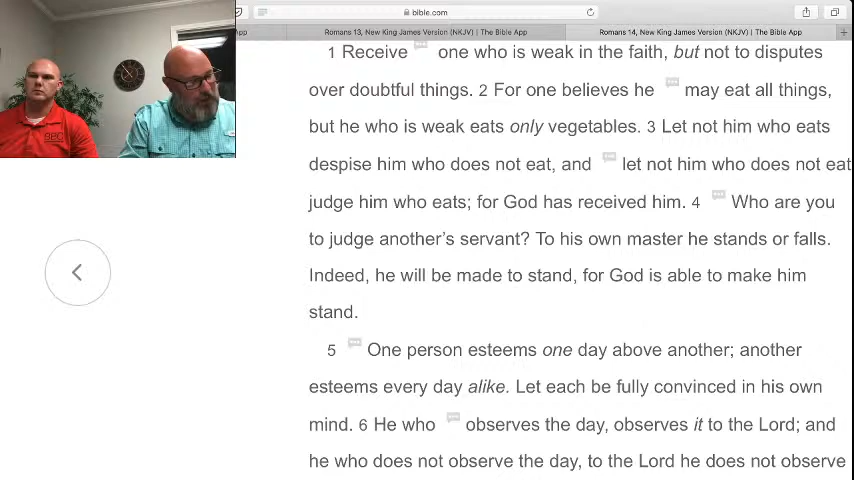 bible.com
pp
Romans 13, New King James Version (NKJV) | The Bible App
Romans 14, New King James Version (NKJV) | The Bible App
1 Receive one who is weak in the faith, but not to disputes
over doubtful things. 2 For one believes he may eat all things,
but he who is weak eats only vegetables. 3 Let not him who eats
despise him who does not eat, and let not him who does not eat
judge him who eats; for God has received him. 4 Who are you
to judge another's servant? To his own master he stands or falls.
Indeed, he will be made to stand, for God is able to make him
stand.
5 One person esteems one day above another; another
esteems every day alike. Let each be fully convinced in his own
mind. 6 He who observes the day, observes it to the Lord; and
he who does not observe the day, to the Lord he does not observe